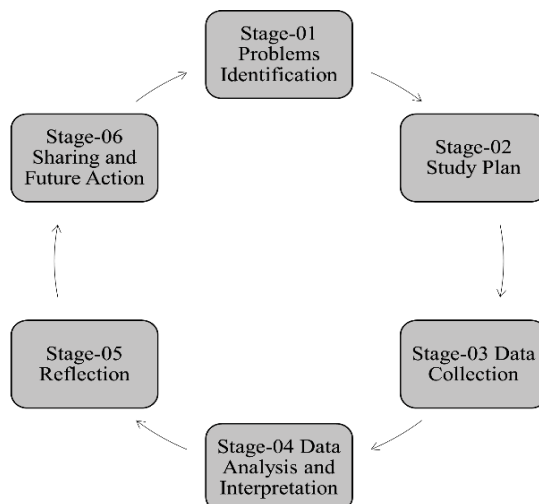 Stage-01
Problems
Identification
Stage-02
Study Plan
Stage-03 Data
Collection
Stage-04 Data
Analysis and
Interpretation
Stage-05
Reflection
Stage-06
Sharing and
Future Action